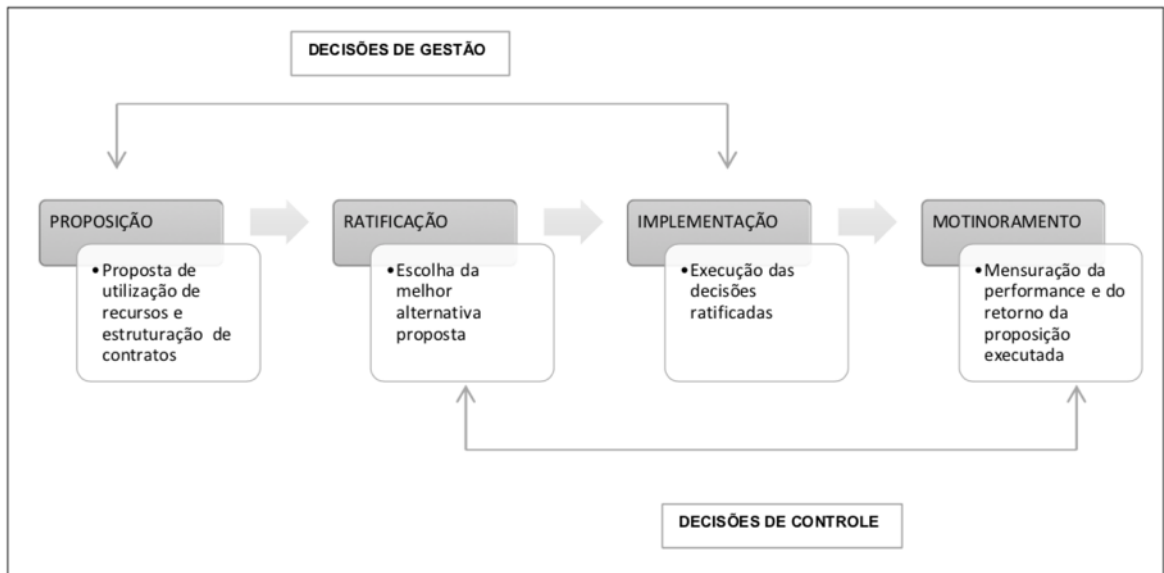 DECISÕES DE GESTÃO
PROPOSIÇÃO
•Proposta de
utilização de
recursos e
estruturação de
contratos
RATIFICAÇÃO
•Escolha da
melhor
alternativa
proposta
IMPLEMENTAÇÃO
•Execução das
decisões
ratificadas
MOTINORAMENTO
•Mensuração da
performance e do
retorno da
proposição
executada
DECISÕES DE CONTROLE